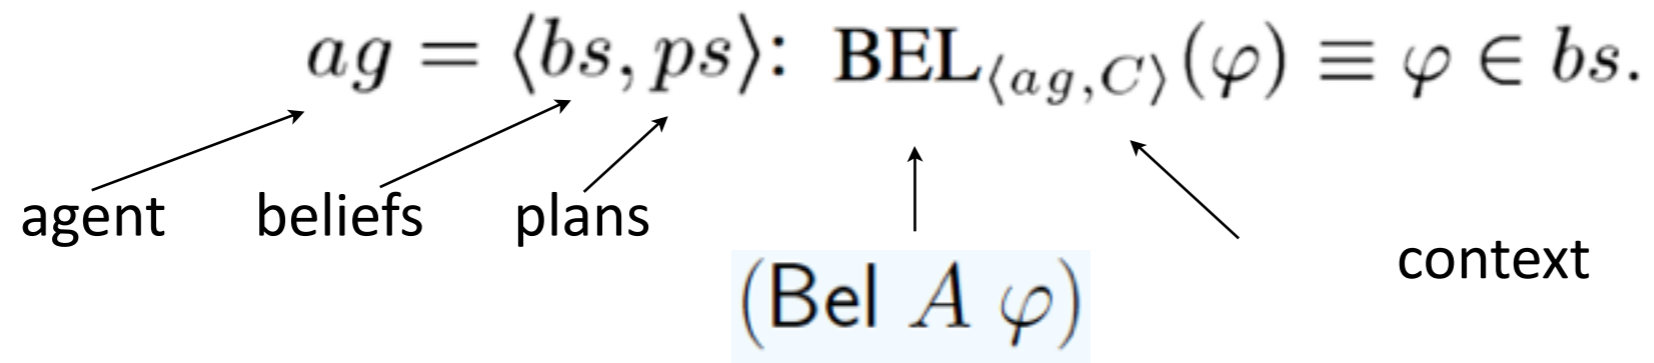 ag = ⟨bs, ps⟩: BEL⟨ag,C⟩(φ) ≡ φ ∈ bs.
agent beliefs plans
context
(Bel A φ)